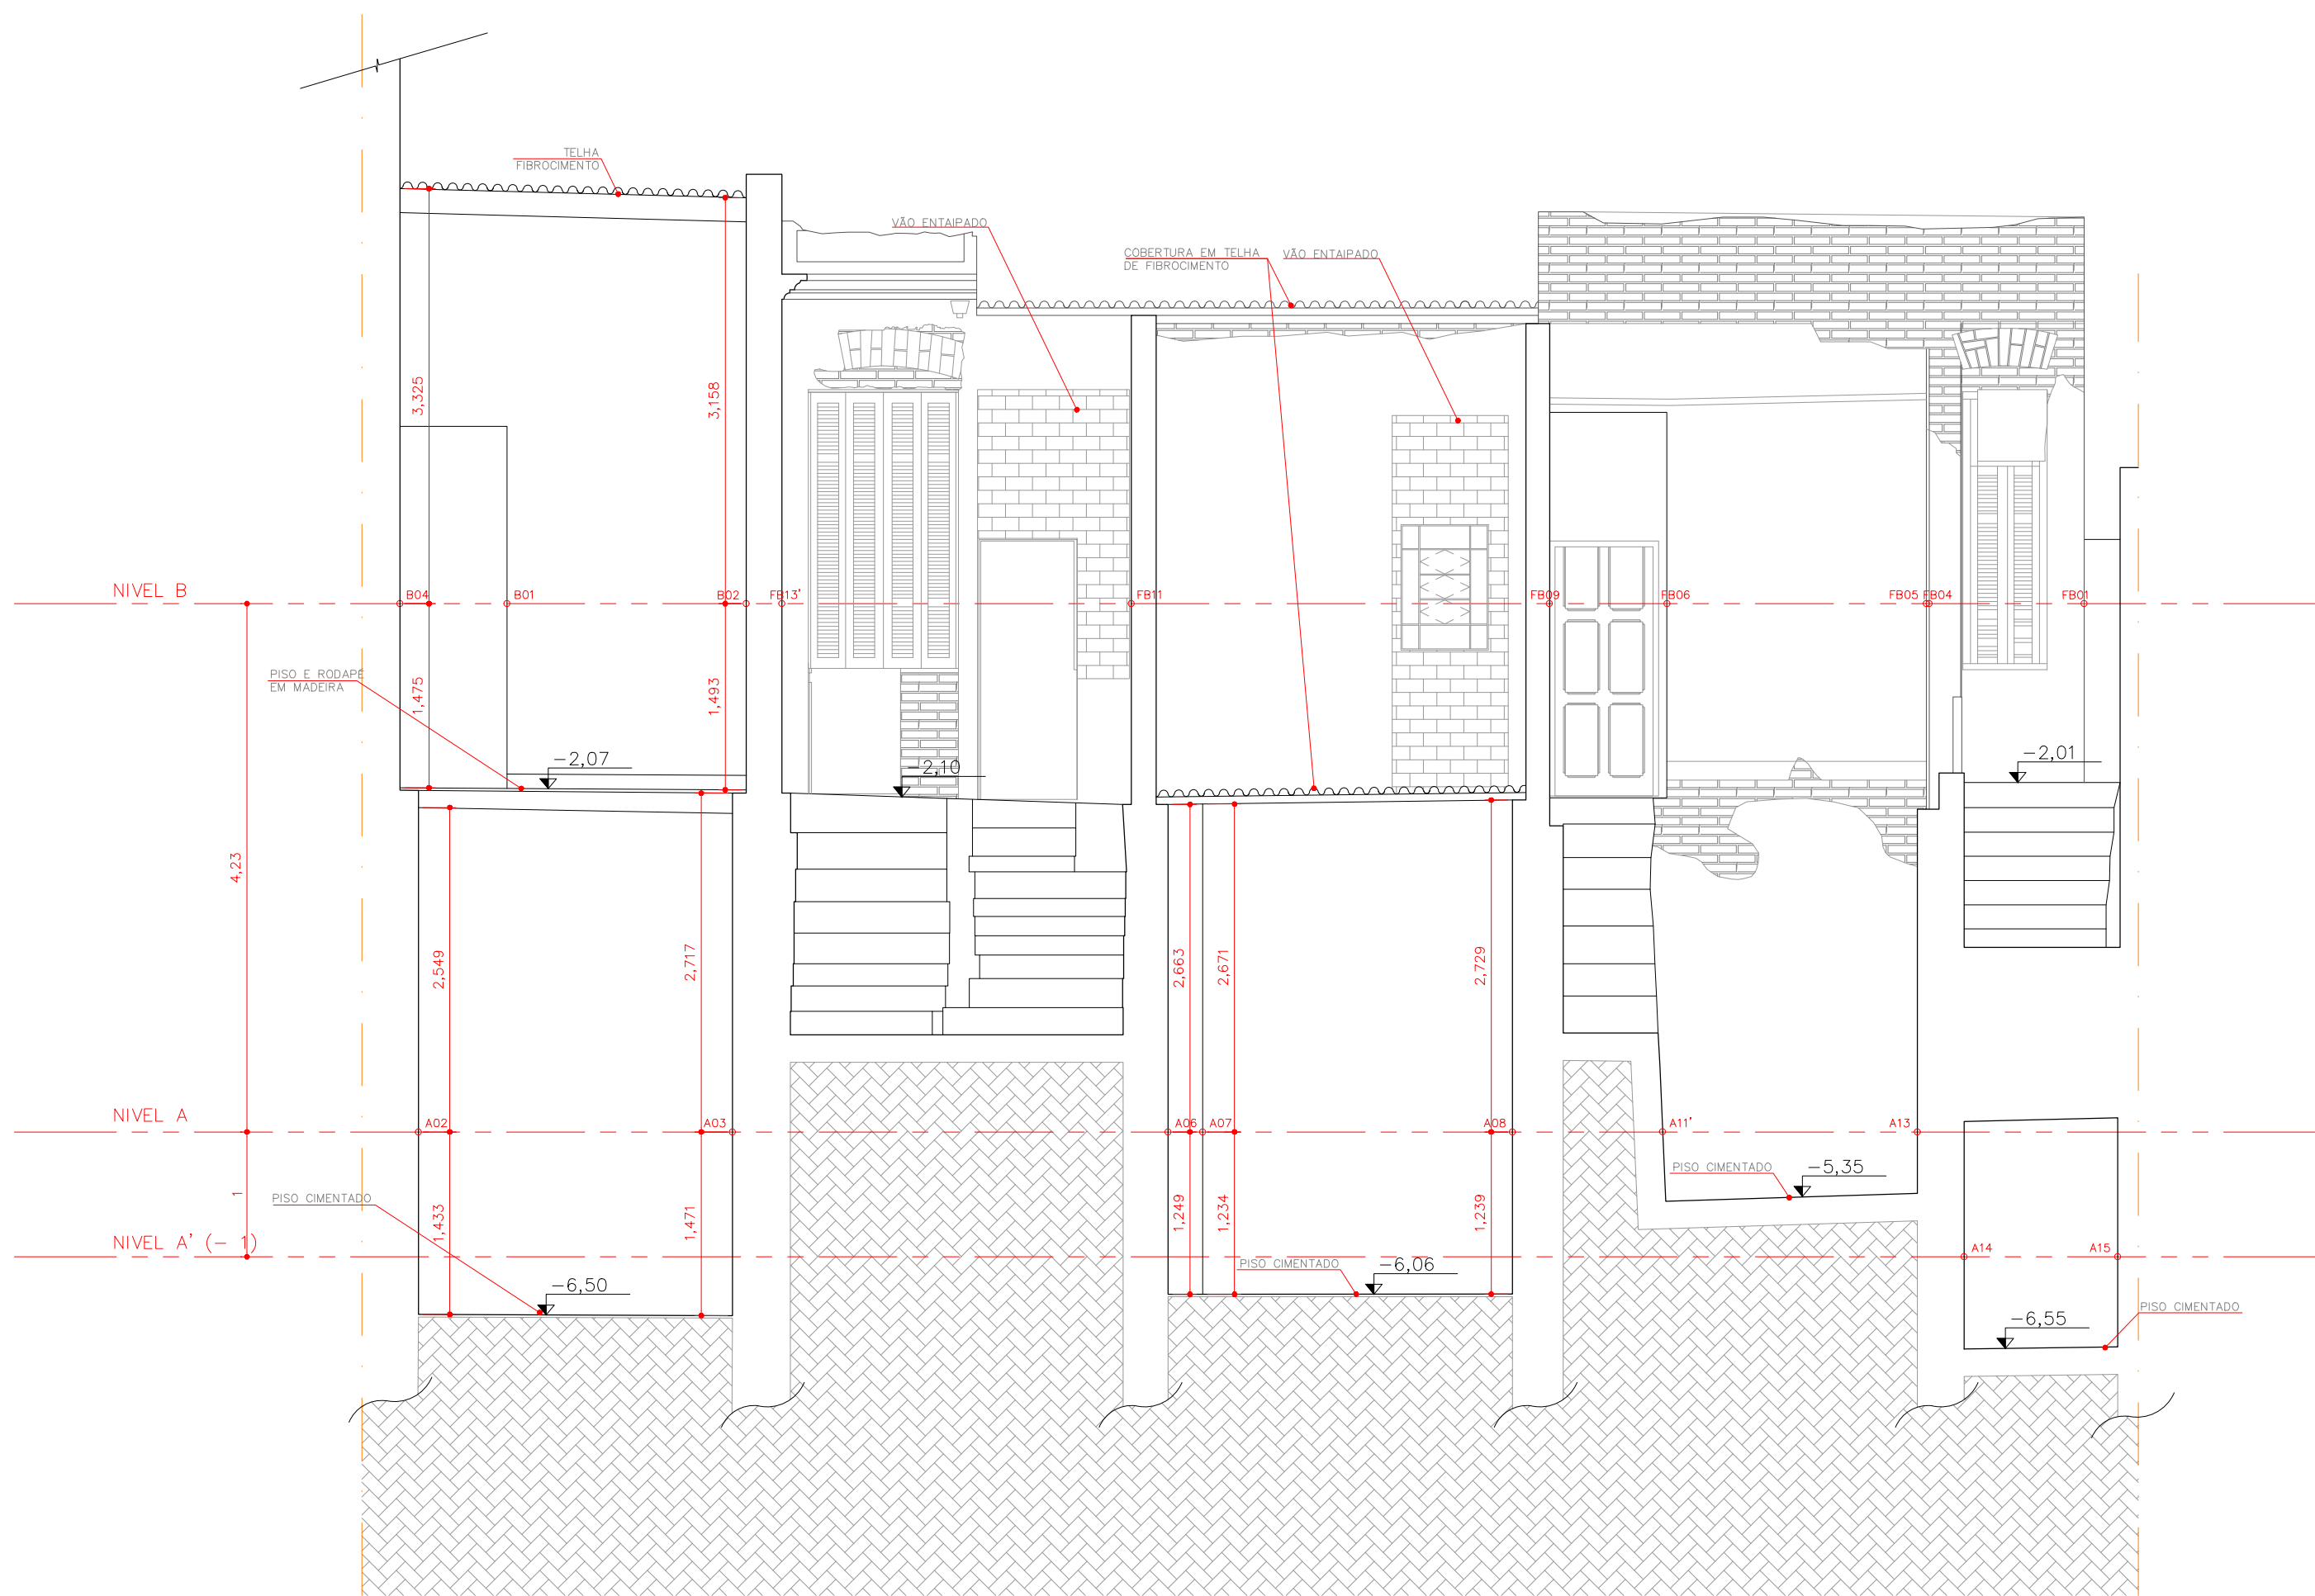 TELHA
FIBROCIMENTO
VÃO ENTAIPADO
COBERTURA EM TELHA
DE FIBROCIMENTO
VÃO ENTAIPADO
3,325
3,158
NIVEL B
B04
B01
B02
FB13'
FB11
FB09
FB06
FB05
FB04
FB01
PISO E RODAPÉ
EM MADEIRA
1,475
1,493
-2,07
-2,10
-2,01
4,23
2,549
2,717
2,663
2,671
2,729
NIVEL A
A02
A03
A06
A07
A08
A11'
A13
PISO CIMENTADO
-5,35
1
PISO CIMENTADO
1,433
1,471
1,249
1,234
1,239
NIVEL A' (- 1)
A14
A15
PISO CIMENTADO
-6,06
-6,50
-6,55
PISO CIMENTADO